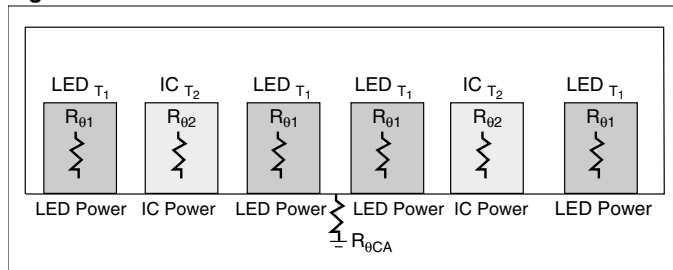 LED T1 IC T2 LED T1 LED T1 IC T2 LED T1
Rθ1 Rθ2 Rθ1 Rθ1 Rθ2 Rθ1
LED Power IC Power LED Power LED Power IC Power LED Power
RθCA